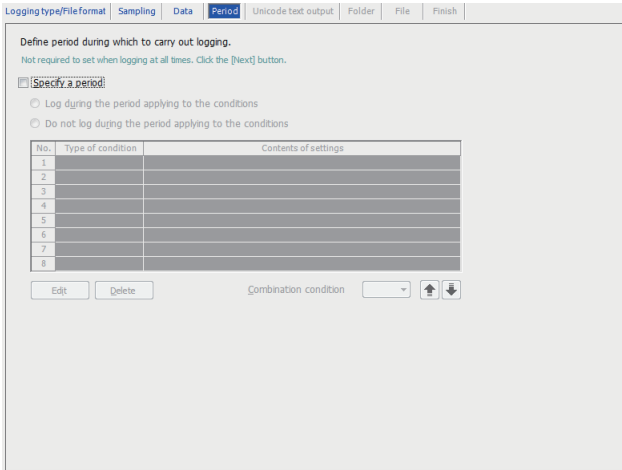 Logging type/File format Sampling Data Period Unicode text output Folder File Finish
Define period during which to carry out logging.
Not required to set when logging at all times. Click the [Next] button.
Specify a period
Log during the period applying to the conditions
Do not log during the period applying to the conditions
No. Type of condition Contents of settings
1
2
3
4
5
6
7
8
Edit Delete Combination condition